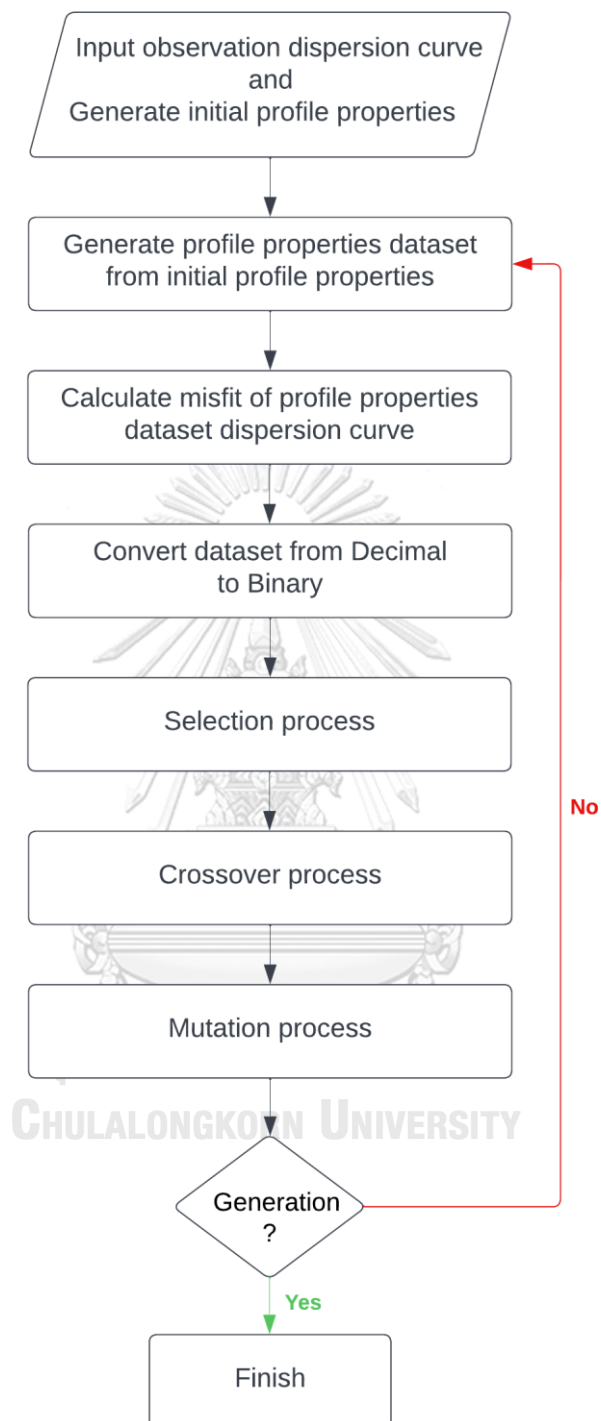 Input observation dispersion curve
and
Generate initial profile properties
Generate profile properties dataset
from initial profile properties
Calculate misfit of profile properties
dataset dispersion curve
Convert dataset from Decimal
to Binary
Selection process
No
Crossover process
Mutation process
CHULALONGKORN UNIVERSITY
Generation
?
Yes
Finish